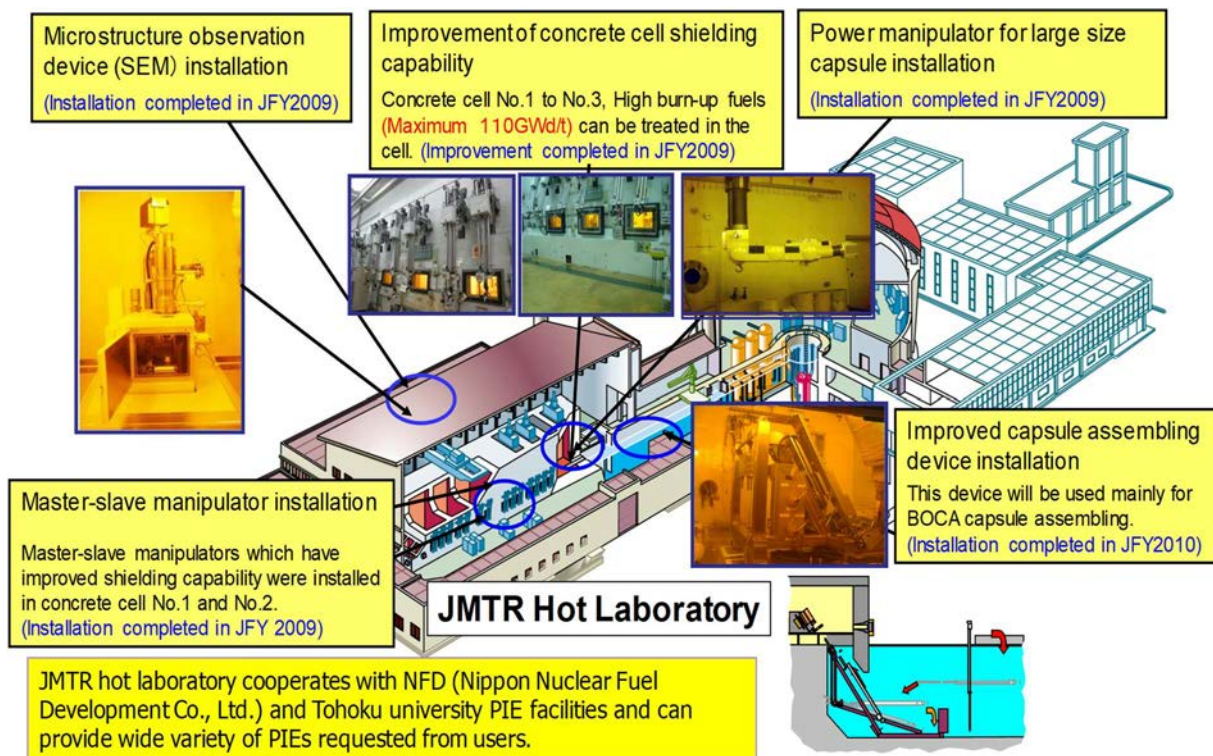 Microstructure observation
device (SEM) installation
(Installation completed in JFY2009)
Improvement of concrete cell shielding
capability
Concrete cell No.1 to No.3, High burn-up fuels
(Maximum 110GWd/t) can be treated in the
cell. (Improvement completed in JFY2009)
Power manipulator for large size
capsule installation
(Installation completed in JFY2009)
Improved capsule assembling
device installation
This device will be used mainly for
BOCA capsule assembling.
(Installation completed in JFY2010)
Master-slave manipulator installation
Master-slave manipulators which have
improved shielding capability were installed
in concrete cell No.1 and No.2.
(Installation completed in JFY 2009)
JMTR Hot Laboratory
JMTR hot laboratory cooperates with NFD (Nippon Nuclear Fuel
Development Co., Ltd.) and Tohoku university PIE facilities and can
provide wide variety of PIEs requested from users.